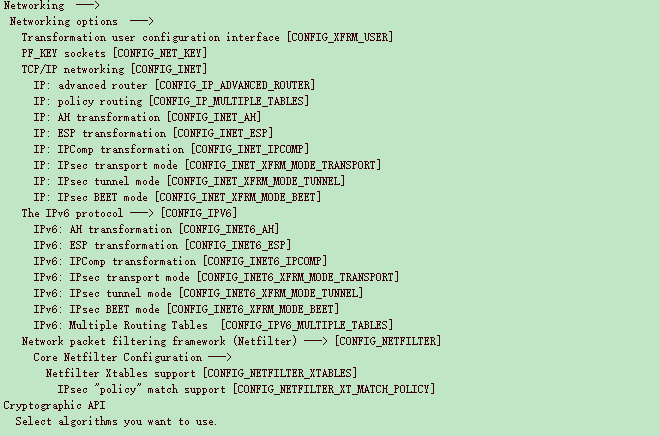 Networking  --->
 Networking options  --->
   Transformation user configuration interface [CONFIG_XFRM_USER]
   PF_KEY sockets [CONFIG_NET_KEY]
   TCP/IP networking [CONFIG_INET]
     IP: advanced router [CONFIG_IP_ADVANCED_ROUTER]
     IP: policy routing [CONFIG_IP_MULTIPLE_TABLES]
     IP: AH transformation [CONFIG_INET_AH]
     IP: ESP transformation [CONFIG_INET_ESP]
     IP: IPComp transformation [CONFIG_INET_IPCOMP]
     IP: IPsec transport mode [CONFIG_INET_XFRM_MODE_TRANSPORT]
     IP: IPsec tunnel mode [CONFIG_INET_XFRM_MODE_TUNNEL]
     IP: IPsec BEET mode [CONFIG_INET_XFRM_MODE_BEET]
   The IPv6 protocol ---> [CONFIG_IPV6]
     IPv6: AH transformation [CONFIG_INET6_AH]
     IPv6: ESP transformation [CONFIG_INET6_ESP]
     IPv6: IPComp transformation [CONFIG_INET6_IPCOMP]
     IPv6: IPsec transport mode [CONFIG_INET6_XFRM_MODE_TRANSPORT]
     IPv6: IPsec tunnel mode [CONFIG_INET6_XFRM_MODE_TUNNEL]
     IPv6: IPsec BEET mode [CONFIG_INET6_XFRM_MODE_BEET]
     IPv6: Multiple Routing Tables  [CONFIG_IPV6_MULTIPLE_TABLES]
   Network packet filtering framework (Netfilter) ---> [CONFIG_NETFILTER]
     Core Netfilter Configuration --->
       Netfilter Xtables support [CONFIG_NETFILTER_XTABLES]
         IPsec "policy" match support [CONFIG_NETFILTER_XT_MATCH_POLICY]
Cryptographic API
  Select algorithms you want to use.